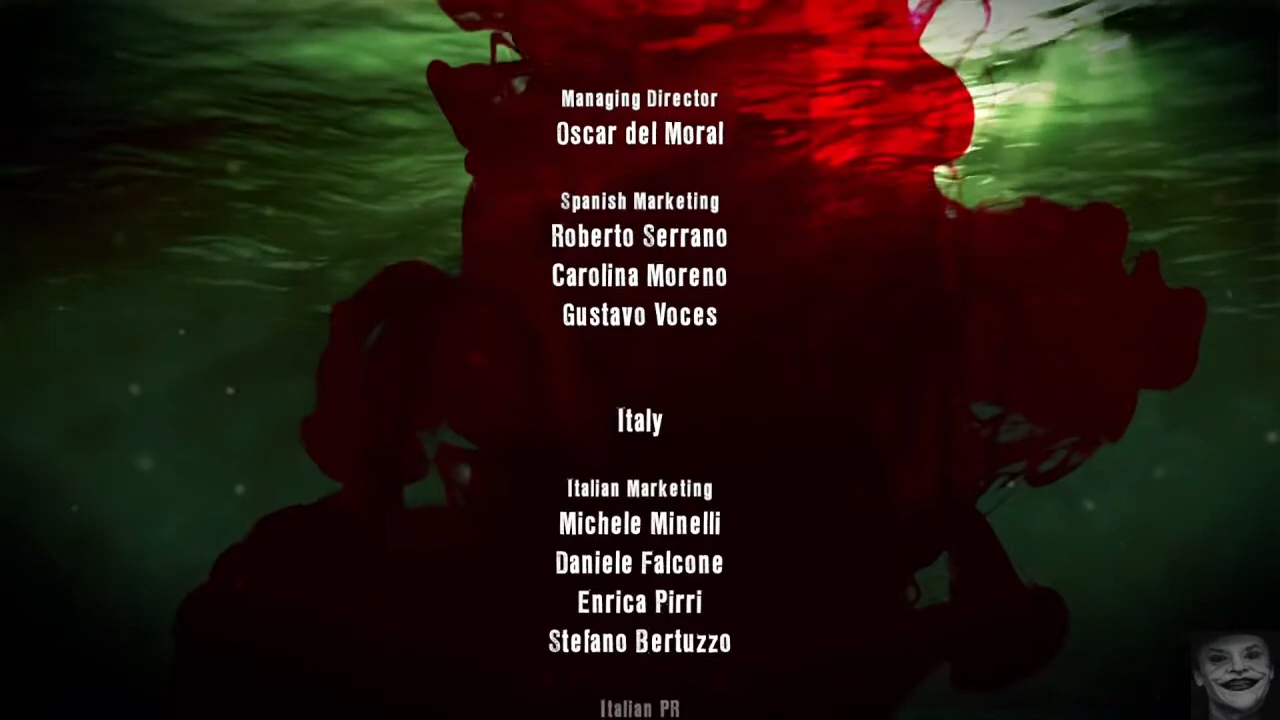 Managing Director
Oscar del Moral
Spanish Marketing
Roberto Serrano
Carolina Moreno
Gustavo Voces
Italy
Italian Marketing
Michele Minelli
Daniele Falcone
Enrica Pirri
Stefano Bertuzzo
Italian PR